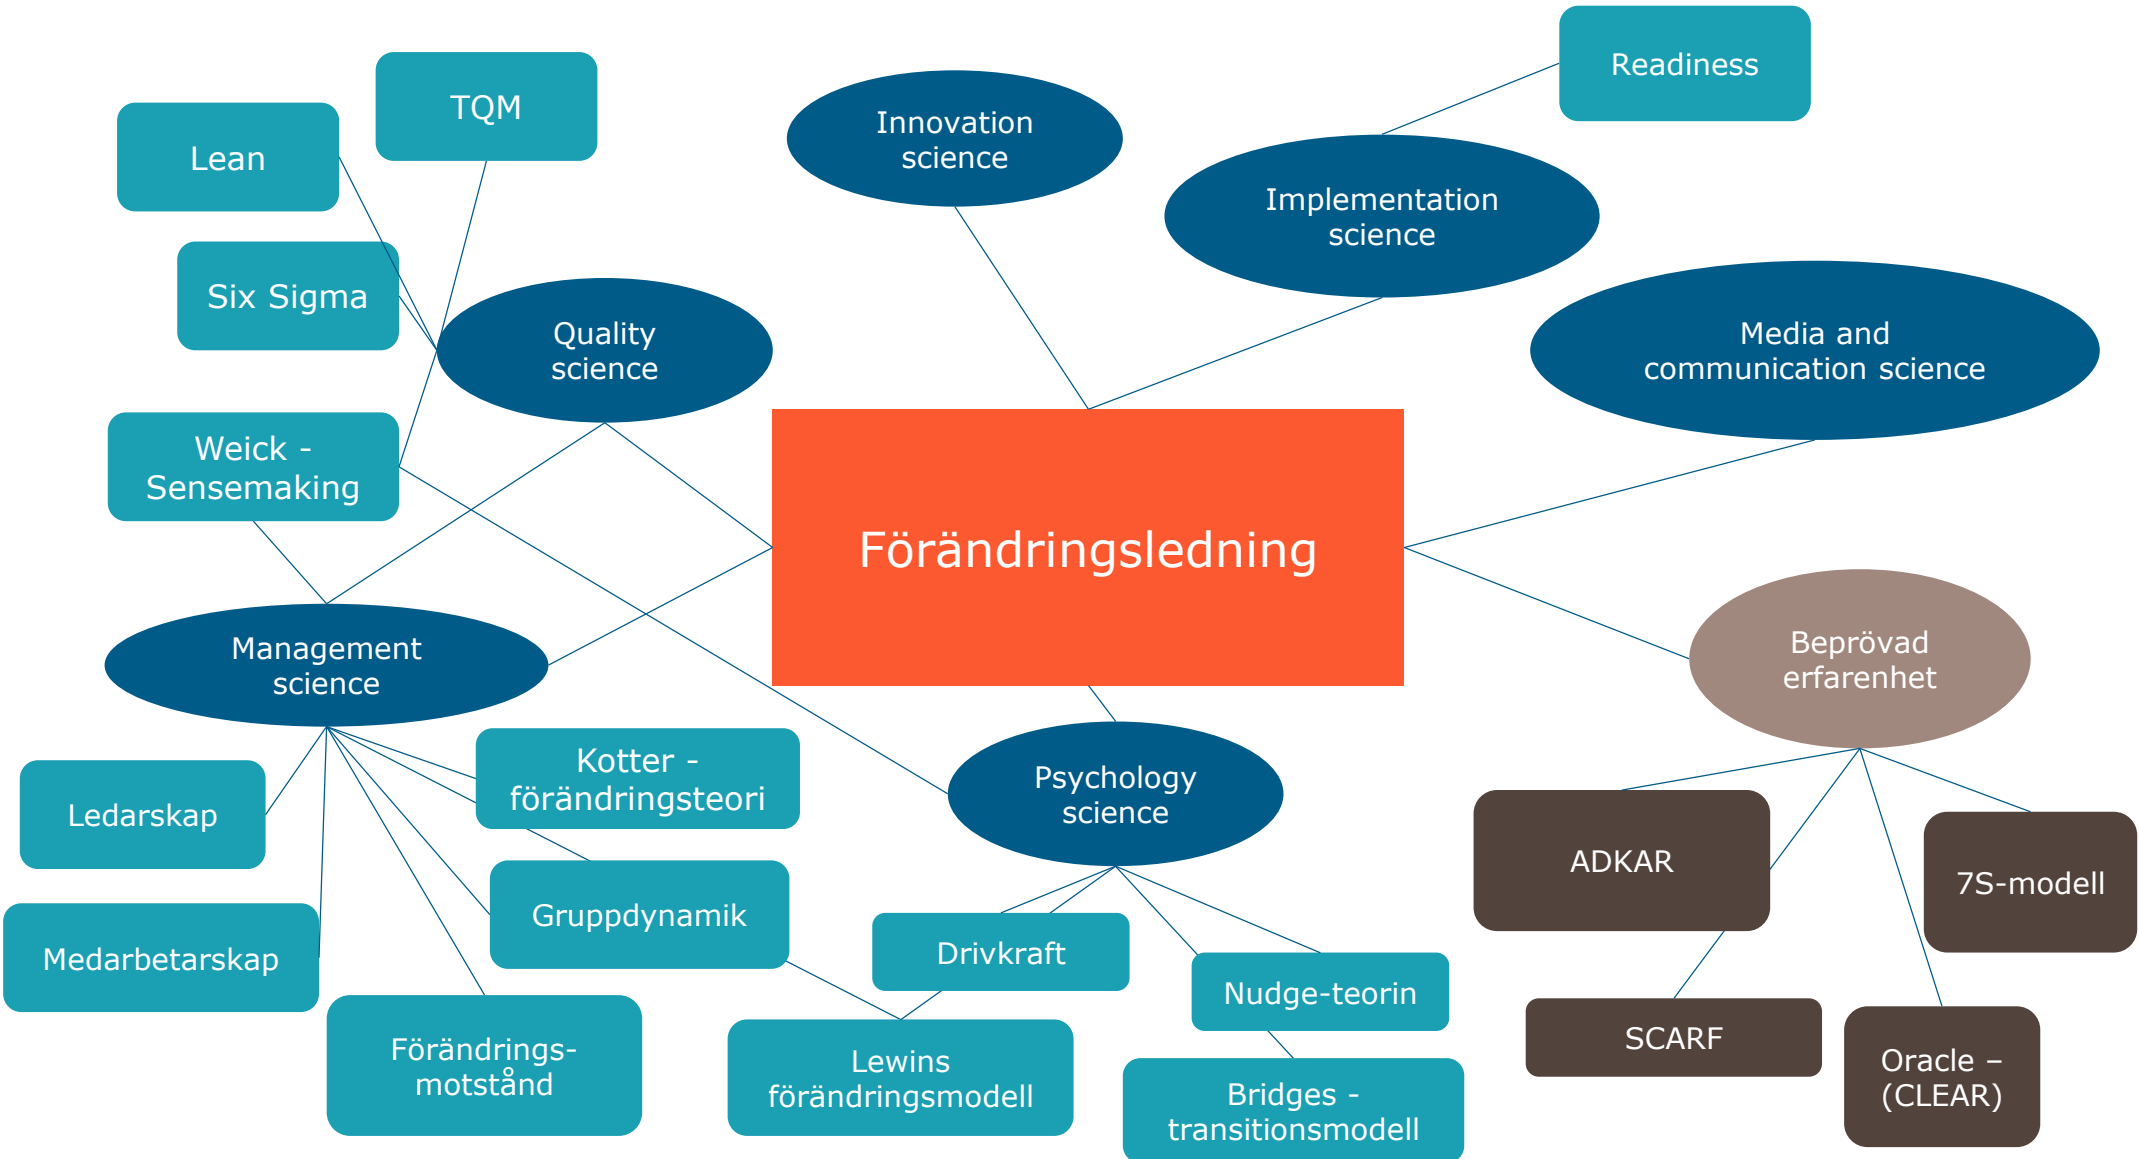 Readiness
TQM
Lean
Innovation
science
Implementation
science
Six Sigma
Quality
science
Media and
communication science
Weick -
Sensemaking
Förändringsledning
Management
science
Beprövad
erfarenhet
Kotter -
förändringsteori
Psychology
science
Ledarskap
ADKAR
7S-modell
Gruppdynamik
Drivkraft
Medarbetarskap
Nudge-teorin
Förändrings-
motstånd
SCARF
Lewins
förändringsmodell
Oracle –
(CLEAR)
Bridges -
transitionsmodell